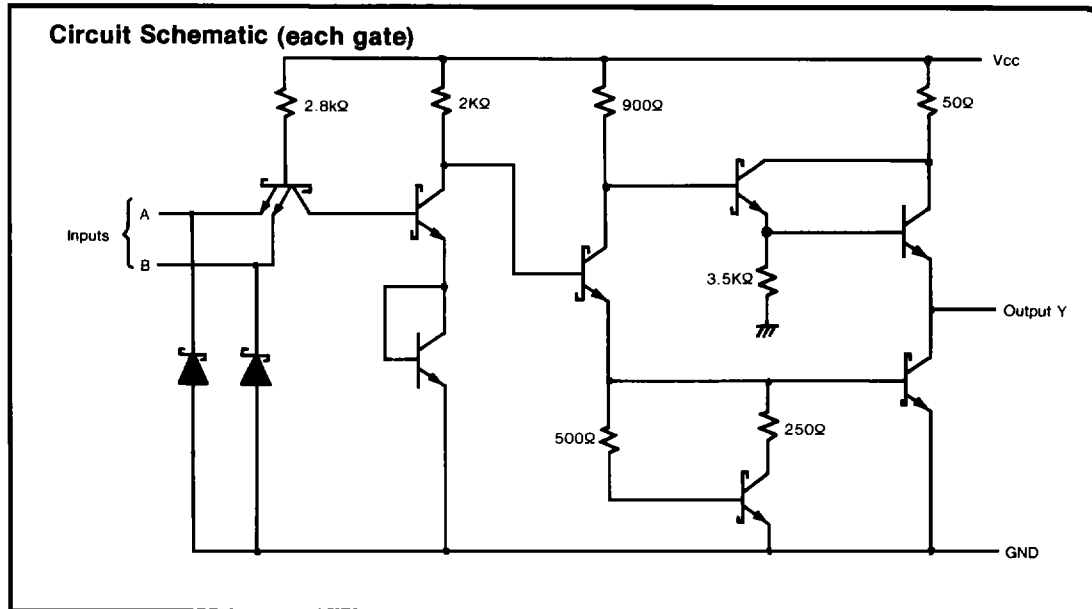 Circuit Schematic (each gate)
Vcc
2.8kΩ
2KΩ
900Ω
50Ω
Inputs
A
B
3.5KΩ
Output Y
500Ω
250Ω
GND